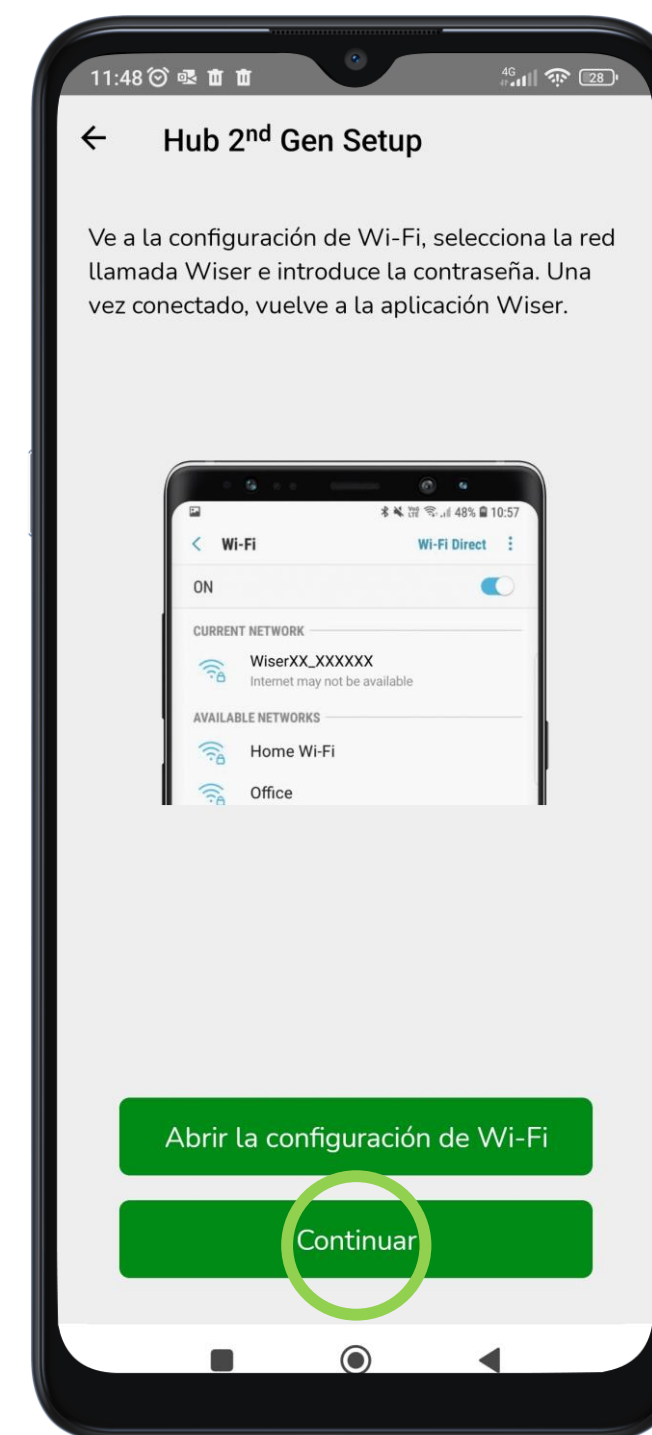 11:48 4G 28
Hub 2nd Gen Setup
Ve a la configuración de Wi-Fi, selecciona la red
llamada Wiser e introduce la contraseña. Una
vez conectado, vuelve a la aplicación Wiser.
48% 10:57
Wi-Fi Wi-Fi Direct
ON
CURRENT NETWORK
WiserXX_XXXXXX
Internet may not be available
AVAILABLE NETWORKS
Home Wi-Fi
Office
Abrir la configuración de Wi-Fi
Continuar